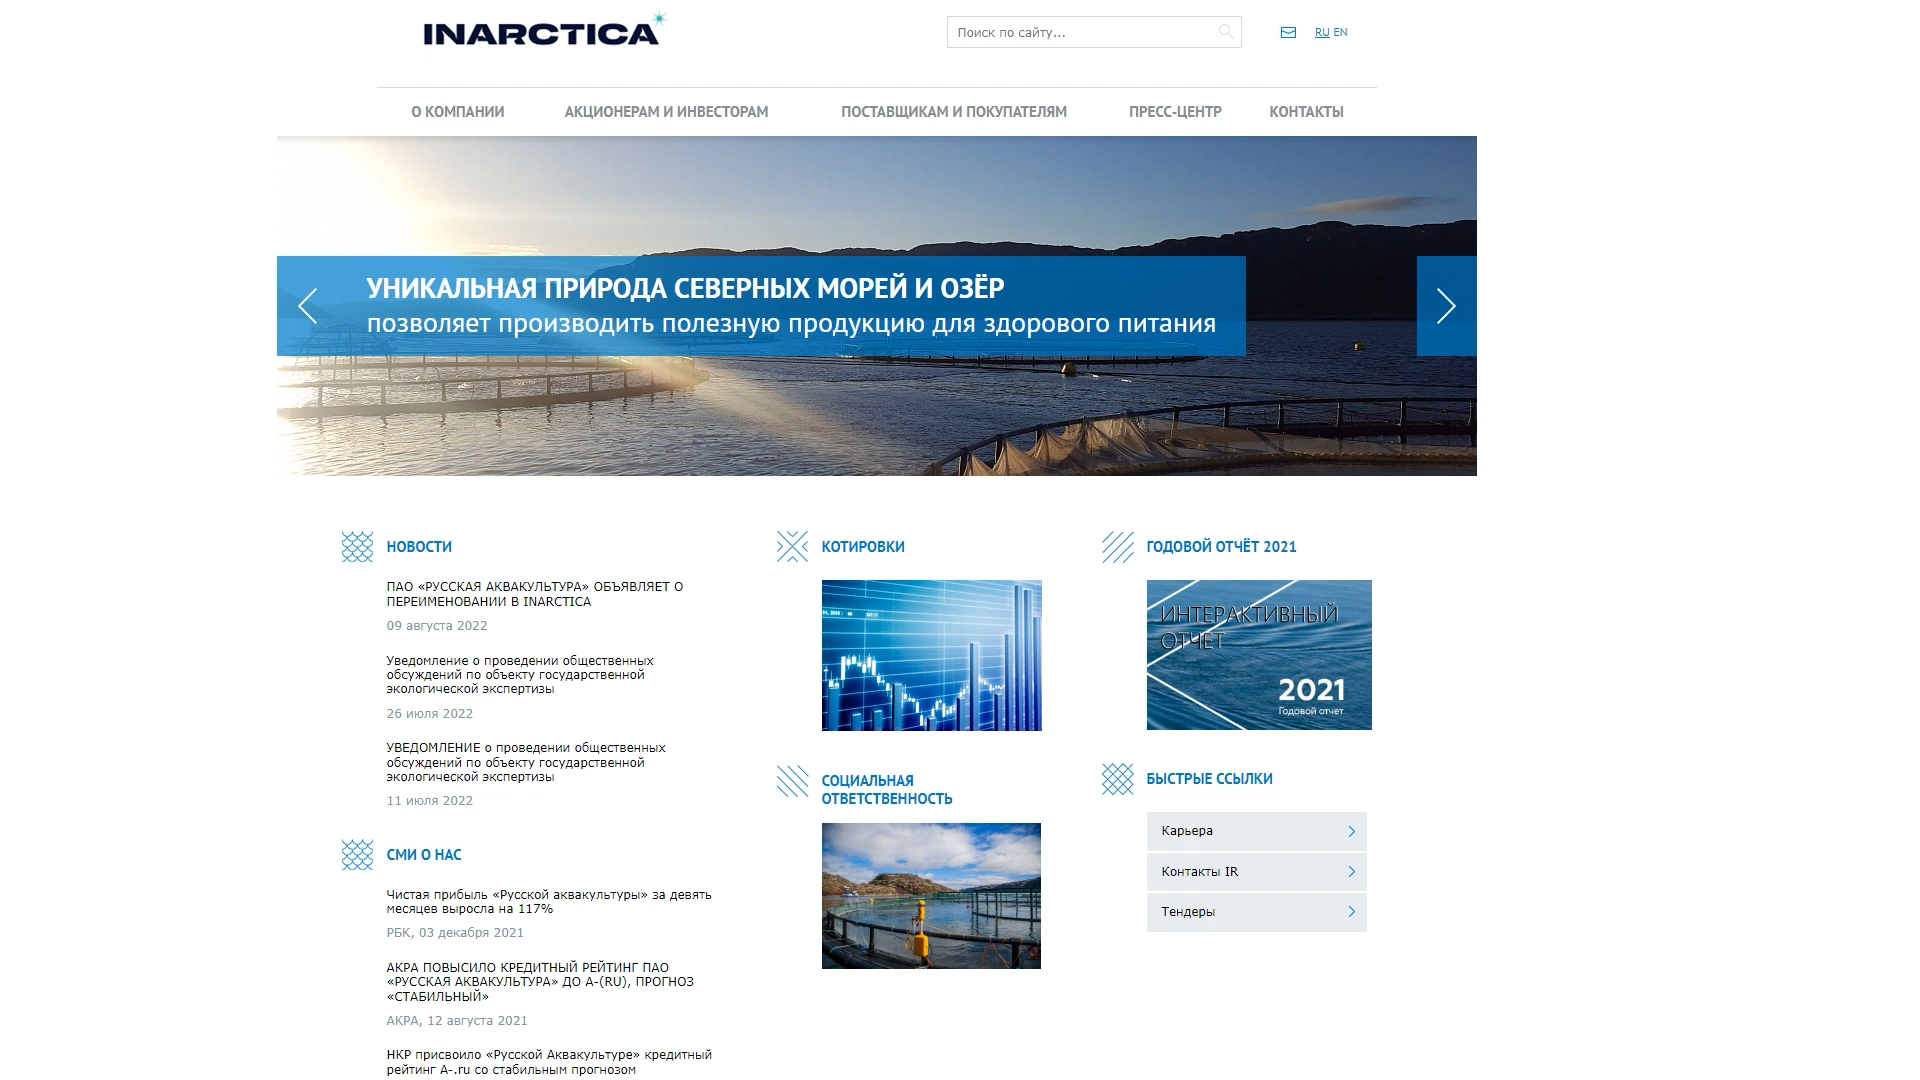 INARCTICA
Поиск по сайту...
RU EN
О КОМПАНИИ
АКЦИОНЕРАМ И ИНВЕСТОРАМ
ПОСТАВЩИКАМ И ПОКУПАТЕЛЯМ
ПРЕСС-ЦЕНТР
КОНТАКТЫ
УНИКАЛЬНАЯ ПРИРОДА СЕВЕРНЫХ МОРЕЙ И ОЗЁР
позволяет производить полезную продукцию для здорового питания
НОВОСТИ
ПАО «РУССКАЯ АКВАКУЛЬТУРА» ОБЪЯВЛЯЕТ О
ПЕРЕИМЕНОВАНИИ В INARCTICA
09 августа 2022
Уведомление о проведении общественных
обсуждений по объекту государственной
экологической экспертизы
26 июля 2022
УВЕДОМЛЕНИЕ о проведении общественных
обсуждений по объекту государственной
экологической экспертизы
11 июля 2022
СМИ О НАС
Чистая прибыль «Русской аквакультуры» за девять
месяцев выросла на 117%
РБК, 03 декабря 2021
АКРА ПОВЫСИЛО КРЕДИТНЫЙ РЕЙТИНГ ПАО
«РУССКАЯ АКВАКУЛЬТУРА» ДО A-(RU), ПРОГНОЗ
«СТАБИЛЬНЫЙ»
АКРА, 12 августа 2021
НКР присвоило «Русской Аквакультуре» кредитный
рейтинг A-.ru со стабильным прогнозом
КОТИРОВКИ
СОЦИАЛЬНАЯ
ОТВЕТСТВЕННОСТЬ
ГОДОВОЙ ОТЧЁТ 2021
ИНТЕРАКТИВНЫЙ
ОТЧЕТ
2021
Годовой отчет
БЫСТРЫЕ ССЫЛКИ
Карьера
Контакты IR
Тендеры